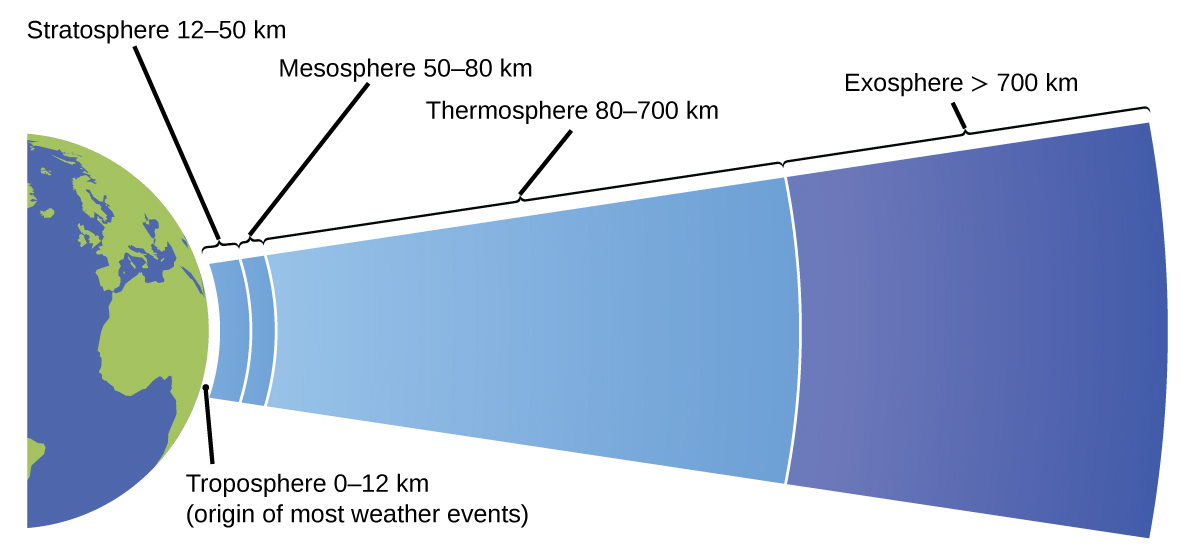 Stratosphere 12–50 km
Mesosphere 50–80 km
Thermosphere 80–700 km
Exosphere > 700 km
Troposphere 0–12 km
(origin of most weather events)